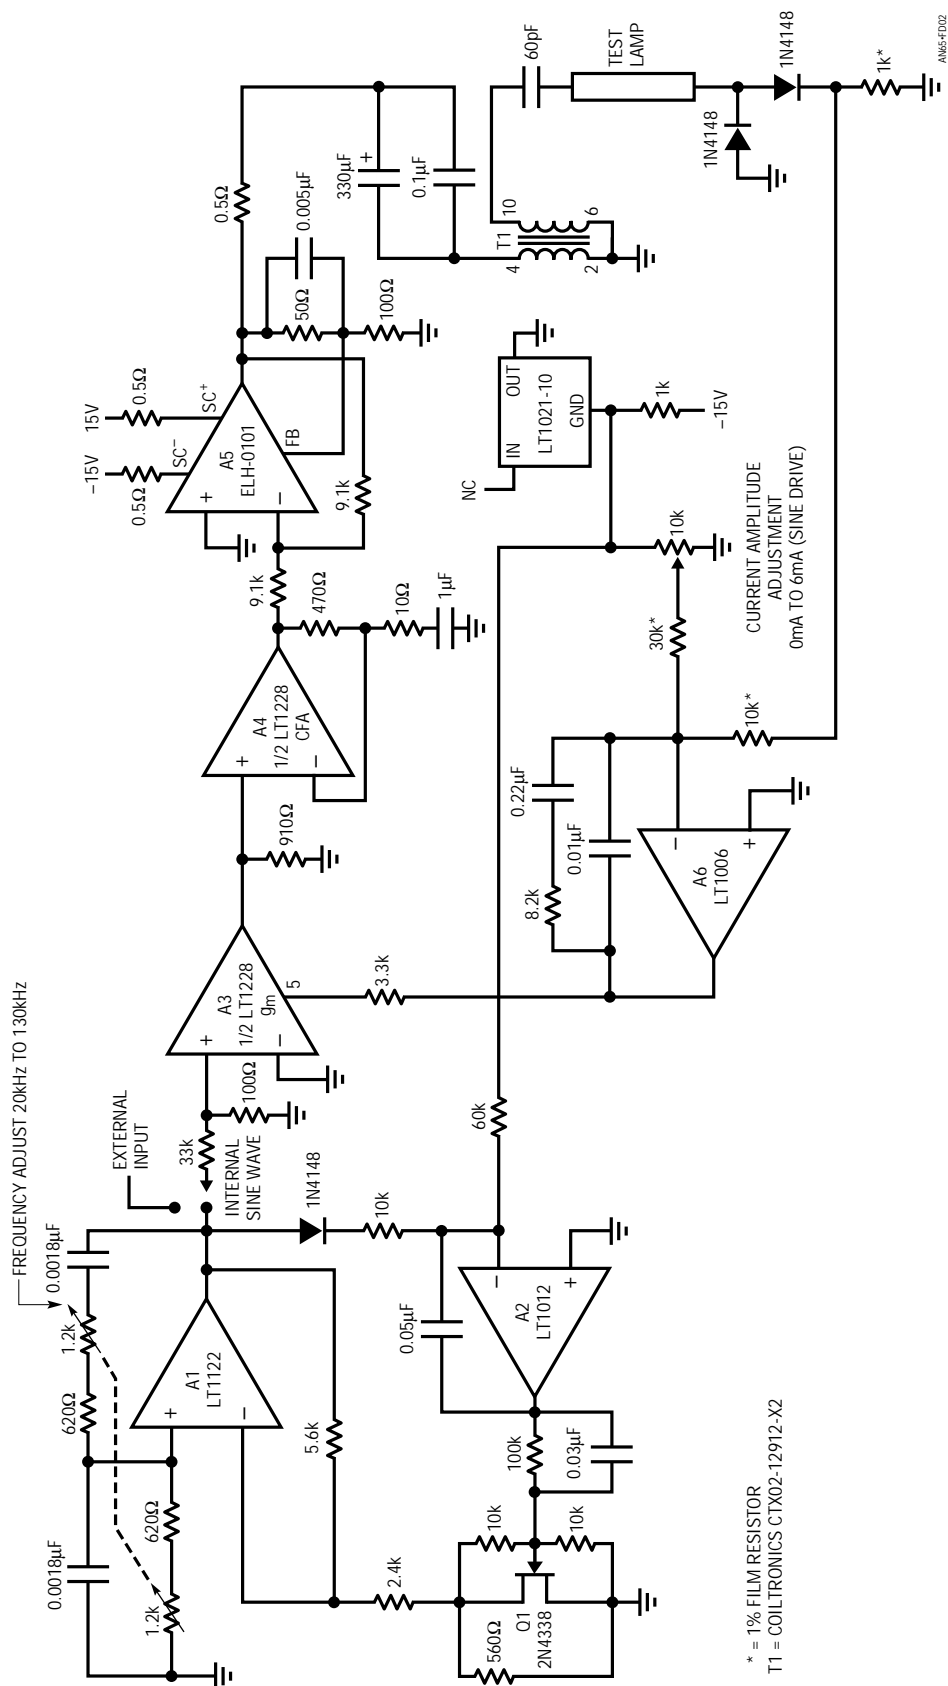 FREQUENCY ADJUST 20kHz TO 130kHz
0.0018µF
1.2k
620Ω
0.0018µF
620Ω
1.2k
+
–
A1
LT1122
5.6k
2.4k
560Ω
Q1
2N4338
10k
10k
100k
0.03µF
A2
LT1012
–
+
0.05µF
10k
1N4148
60k
EXTERNAL
INPUT
INTERNAL
SINE WAVE
33k
100Ω
+
–
A3
1/2 LT1228
gm
5
3.3k
910Ω
+
–
A4
1/2 LT1228
CFA
470Ω
10Ω
1µF
9.1k
9.1k
+
–
A5
ELH-0101
SC–
SC+
FB
–15V
15V
0.5Ω
0.5Ω
0.5Ω
50Ω
0.005µF
100Ω
330µF
+
0.1µF
T1
4
2
10
6
60pF
TEST
LAMP
1N4148
1N4148
1k*
NC
IN
OUT
LT1021-10
GND
1k
–15V
10k
30k*
CURRENT AMPLITUDE
ADJUSTMENT
0mA TO 6mA (SINE DRIVE)
10k*
0.22µF
8.2k
0.01µF
–
+
A6
LT1006
* = 1% FILM RESISTOR
T1 = COILTRONICS CTX02-12912-X2
AN65•FD02